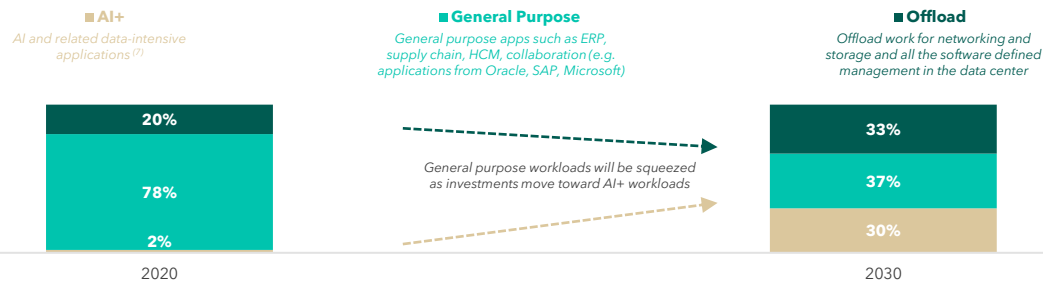 AI+
AI and related data-intensive
applications (7)
General Purpose
General purpose apps such as ERP,
supply chain, HCM, collaboration (e.g.
applications from Oracle, SAP, Microsoft)
Offload
Offload work for networking and
storage and all the software defined
management in the data center
20%
78%
2%
2020
General purpose workloads will be squeezed
as investments move toward AI+ workloads
33%
37%
30%
2030